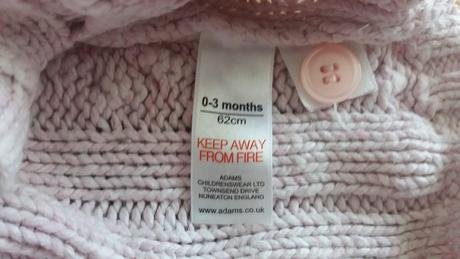 0-3 months
62cm
KEEP AWAY
FROM FIRE
ADAMS
CHILDRENSWEAR LTD
TOWNSEND DRIVE
NUNEATON ENGLAND
www.adams.co.uk